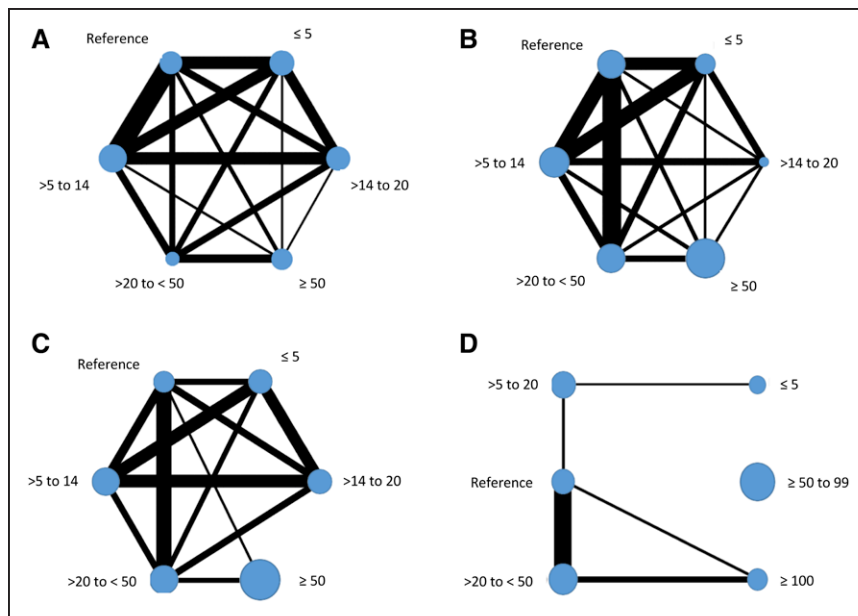 A
Reference
≤ 5
>5 to 14
>14 to 20
>20 to < 50
≥ 50
B
Reference
≤ 5
>5 to 14
>14 to 20
>20 to < 50
≥ 50
C
Reference
≤ 5
>5 to 14
>14 to 20
>20 to < 50
≥ 50
D
>5 to 20
≤ 5
Reference
≥ 50 to 99
>20 to < 50
≥ 100